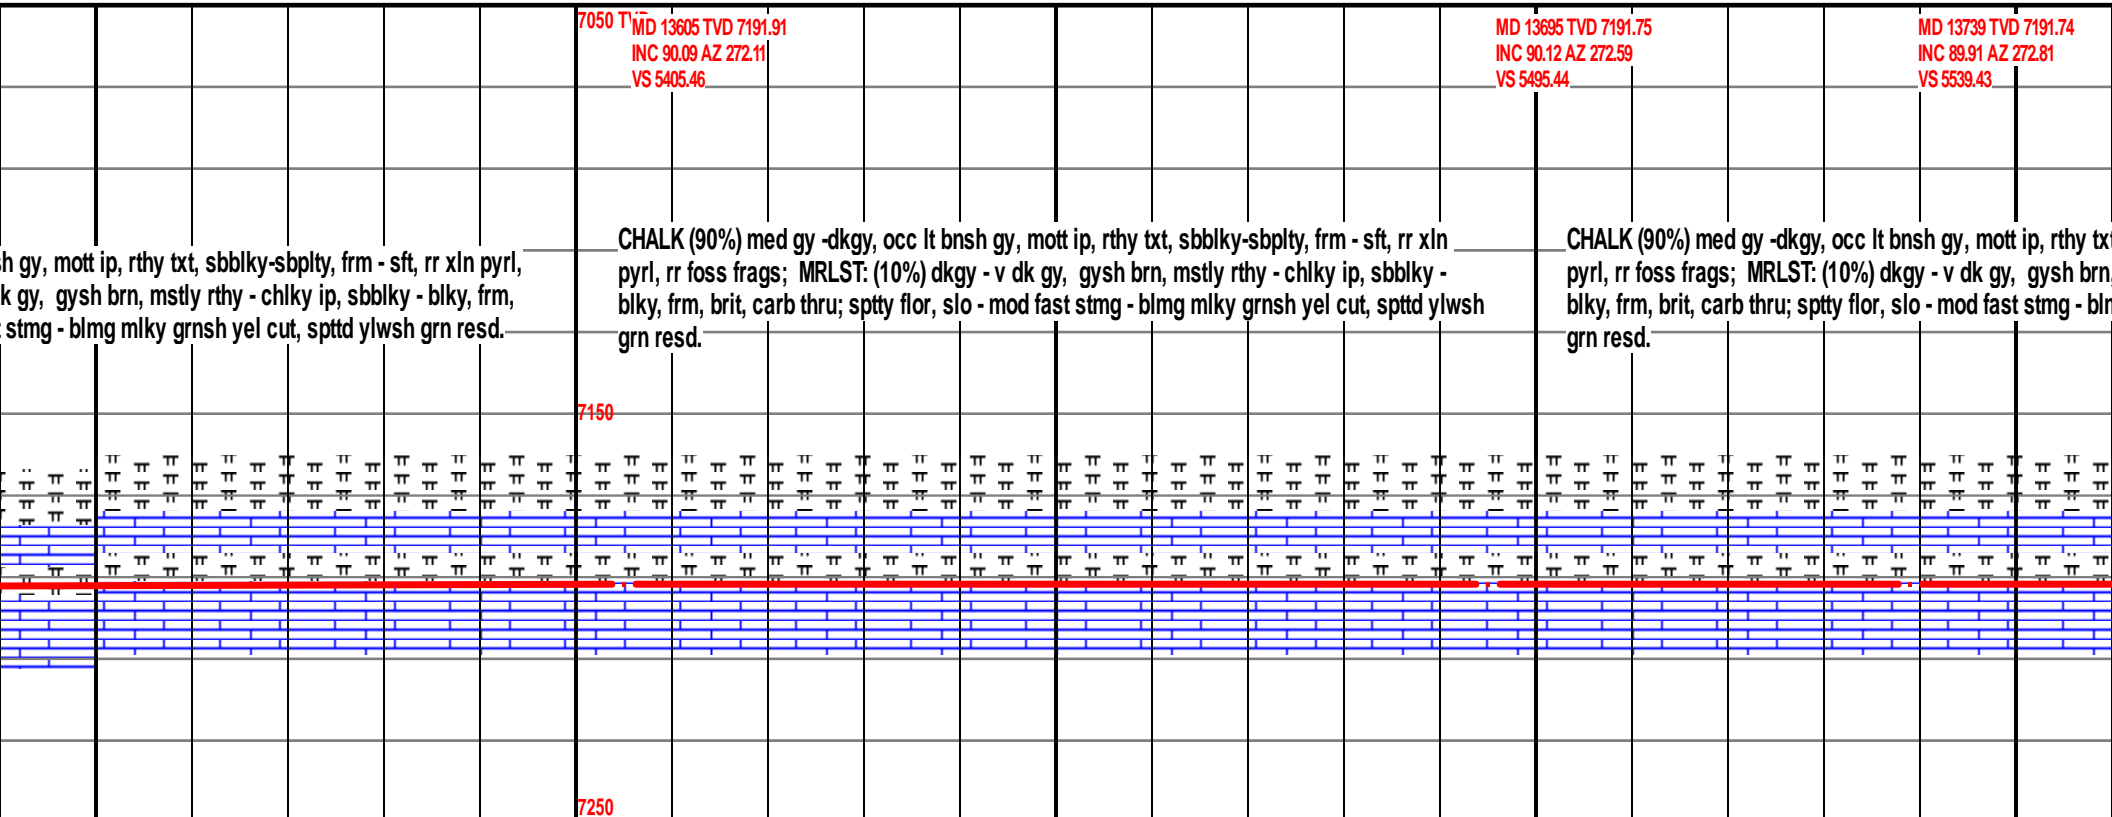 7050 TVD
MD 13605 TVD 7191.91
INC 90.09 AZ 272.11
VS 5405.46
MD 13695 TVD 7191.75
INC 90.12 AZ 272.59
VS 5495.44
MD 13739 TVD 7191.74
INC 89.91 AZ 272.81
VS 5539.43
sh gy, mott ip, rthy txt, sbblky-sbplty, frm - sft, rr xln pyrl,
k gy, gysh brn, mstly rthy - chlky ip, sbblky - blky, frm,
stmg - blmg mlky grnsh yel cut, spttd ylwsh grn resd.
CHALK (90%) med gy -dkgy, occ lt bnsh gy, mott ip, rthy txt, sbblky-sbplty, frm - sft, rr xln
pyrl, rr foss frags; MRLST: (10%) dkgy - v dk gy, gysh brn, mstly rthy - chlky ip, sbblky -
blky, frm, brit, carb thru; sptty flor, slo - mod fast stmg - blmg mlky grnsh yel cut, spttd ylwsh
grn resd.
CHALK (90%) med gy -dkgy, occ lt bnsh gy, mott ip, rthy txt
pyrl, rr foss frags; MRLST: (10%) dkgy - v dk gy, gysh brn,
blky, frm, brit, carb thru; sptty flor, slo - mod fast stmg - blm
grn resd.
7150
7250